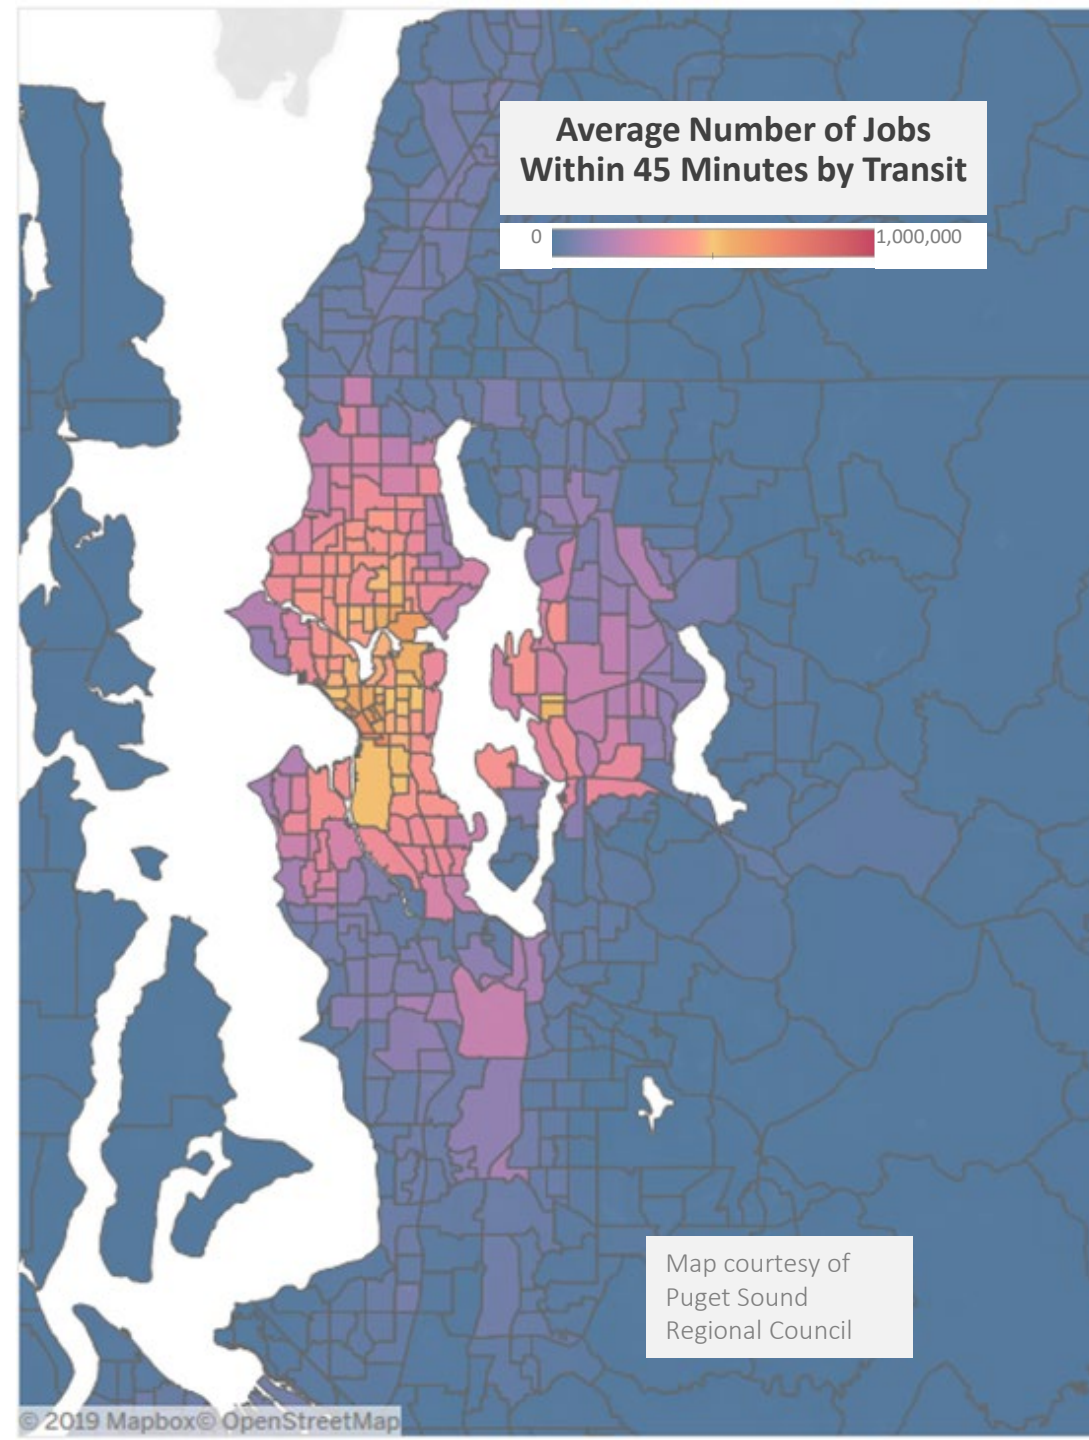 Average Number of Jobs
Within 45 Minutes by Transit
0 1,000,000
Map courtesy of
Puget Sound
Regional Council
© 2019 Mapbox© OpenStreetMap